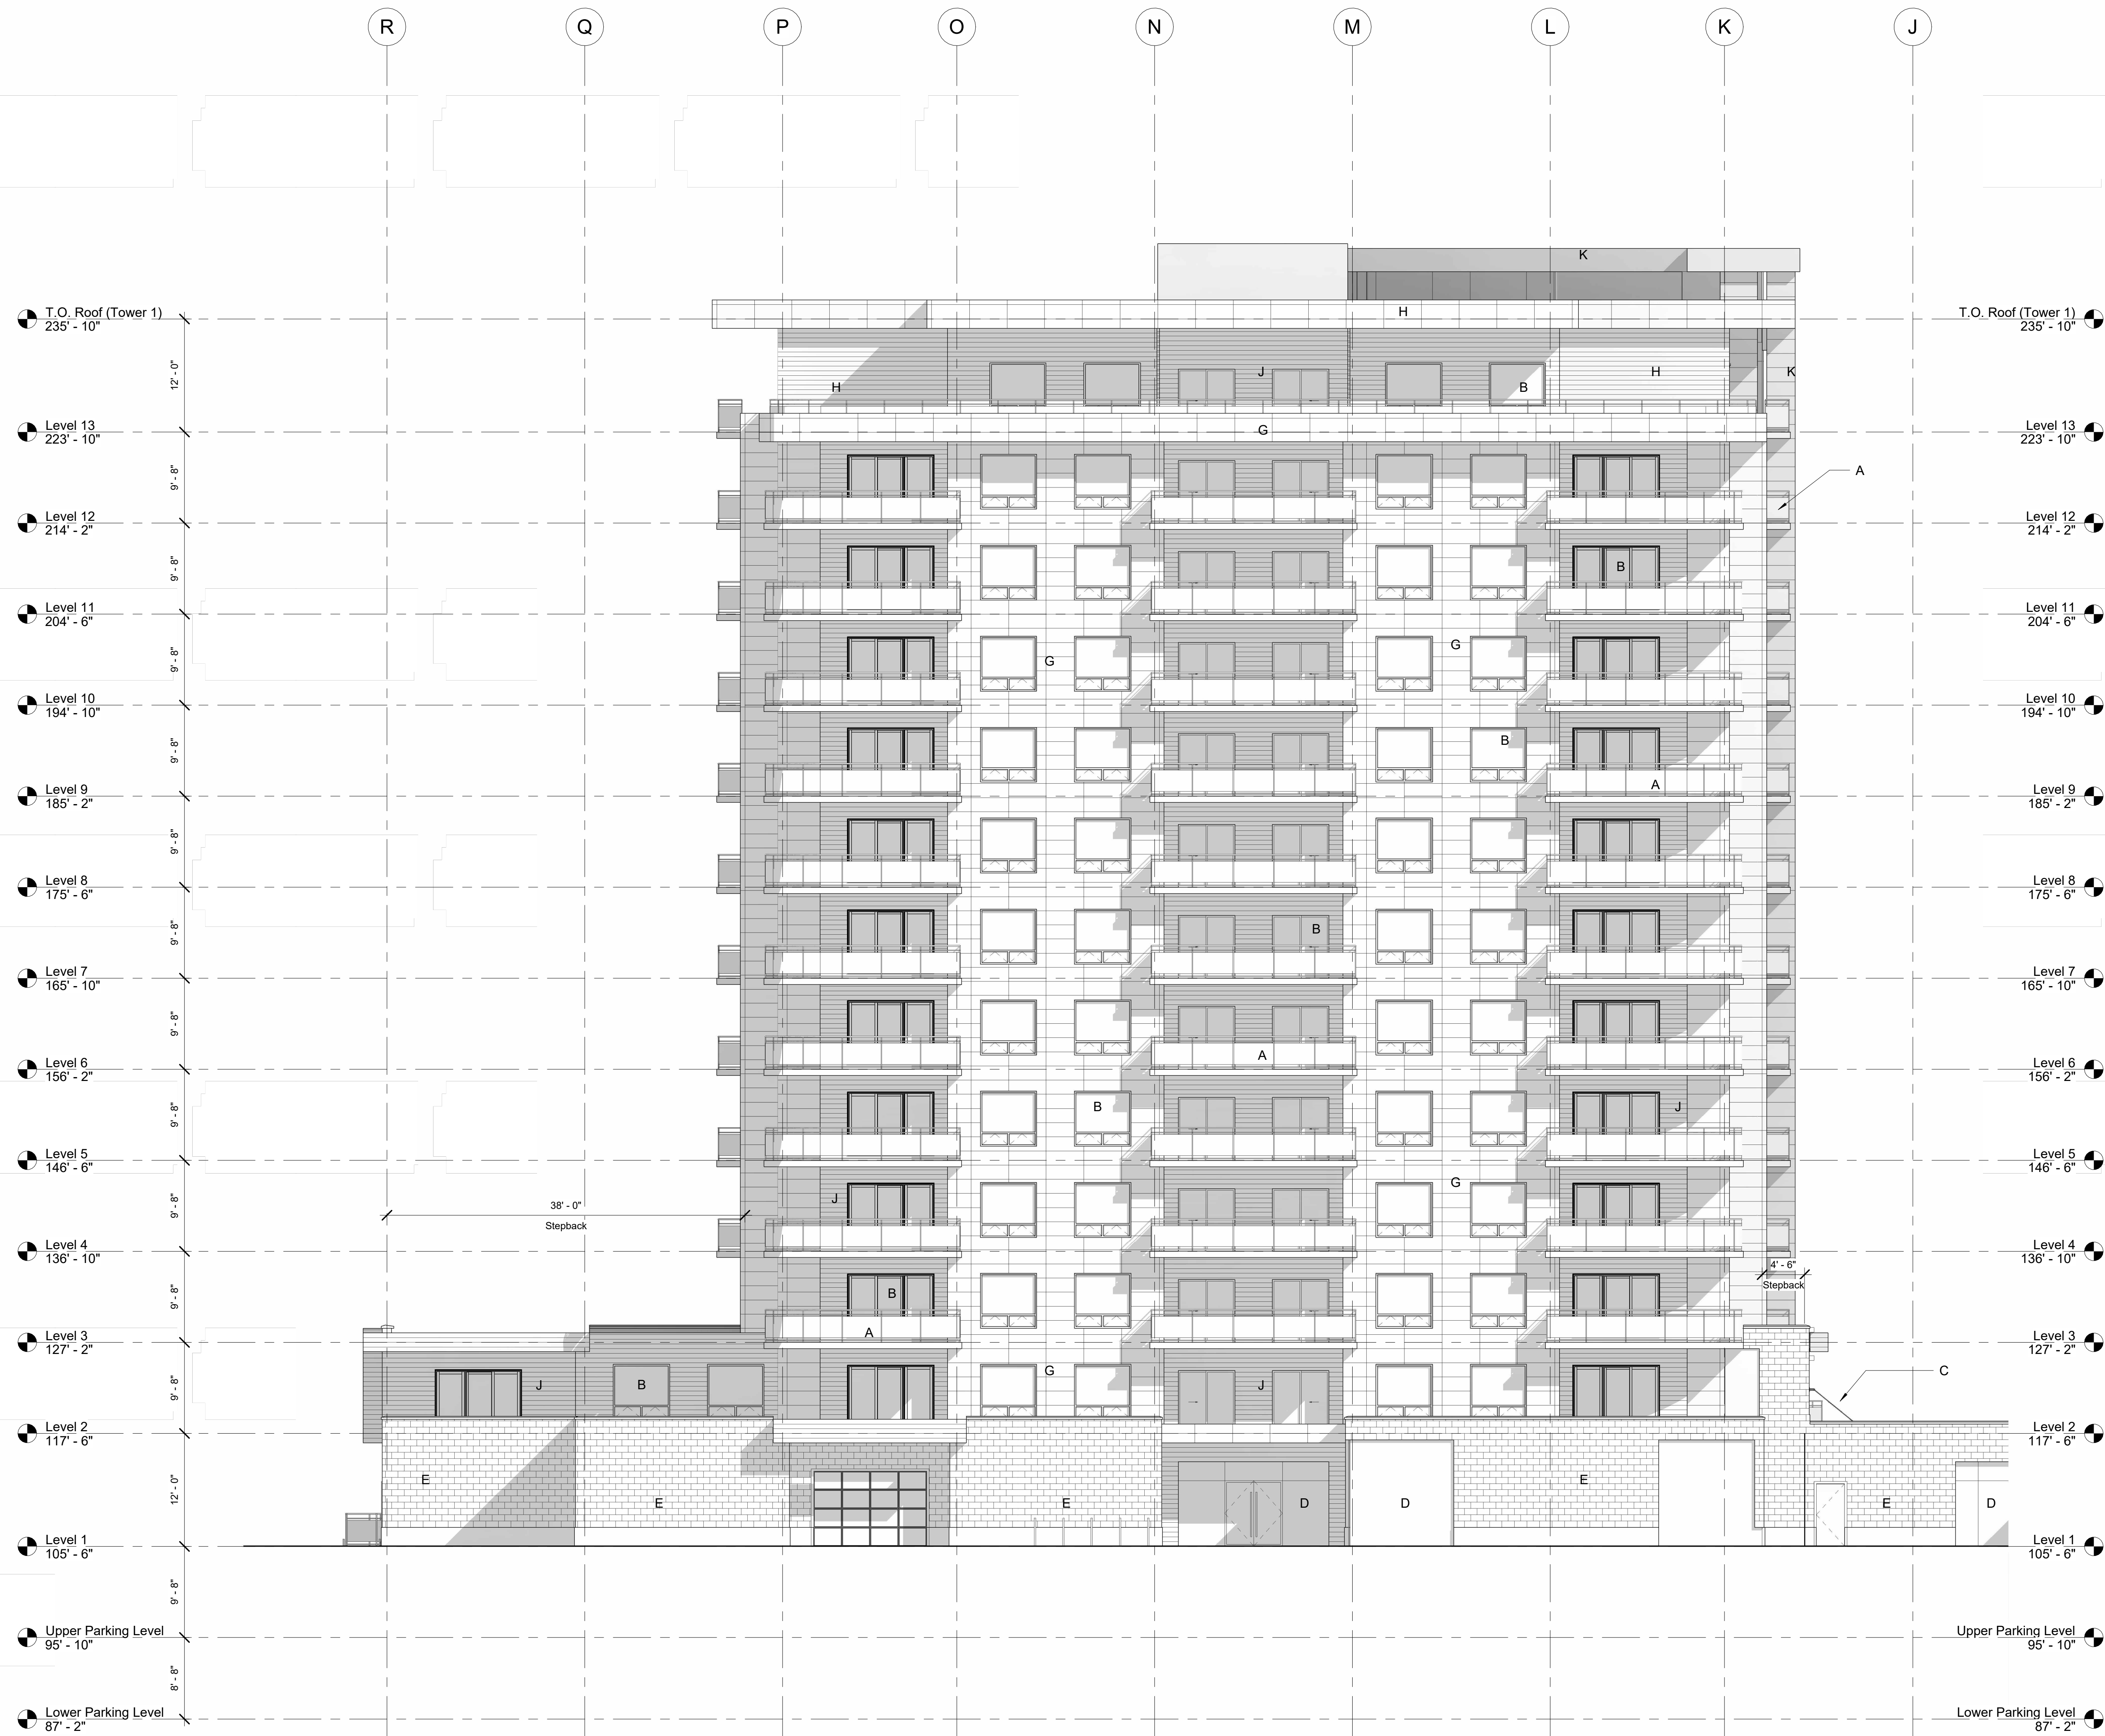 R Q P O N M L K J
K
T.O. Roof (Tower 1) H T.O. Roof (Tower 1)
235' - 10" 235' - 10"
12' - 0" J H K
H B
Level 13 G Level 13
223' - 10" 223' - 10"
9' - 8" A
Level 12 Level 12
214' - 2" 214' - 2"
9' - 8" B
Level 11 Level 11
204' - 6" 204' - 6"
9' - 8" G G
Level 10 Level 10
194' - 10" 194' - 10"
9' - 8" B
A
Level 9 Level 9
185' - 2" 185' - 2"
9' - 8"
Level 8 Level 8
175' - 6" 175' - 6"
9' - 8" B
Level 7 Level 7
165' - 10" 165' - 10"
9' - 8"
A
Level 6 Level 6
156' - 2" 156' - 2"
9' - 8" B J
Level 5 Level 5
146' - 6" 146' - 6"
G
9' - 8" 38' - 0" J
Stepback
Level 4 Level 4
136' - 10" 136' - 10"
4' - 6"
Stepback
9' - 8" B
A
Level 3 Level 3
127' - 2" 127' - 2"
G C
9' - 8" J B J
Level 2 Level 2
117' - 6" 117' - 6"
12' - 0" E E
E E D D E D
Level 1 Level 1
105' - 6" 105' - 6"
9' - 8"
Upper Parking Level Upper Parking Level
95' - 10" 95' - 10"
8' - 8"
Lower Parking Level Lower Parking Level
87' - 2" 87' - 2"